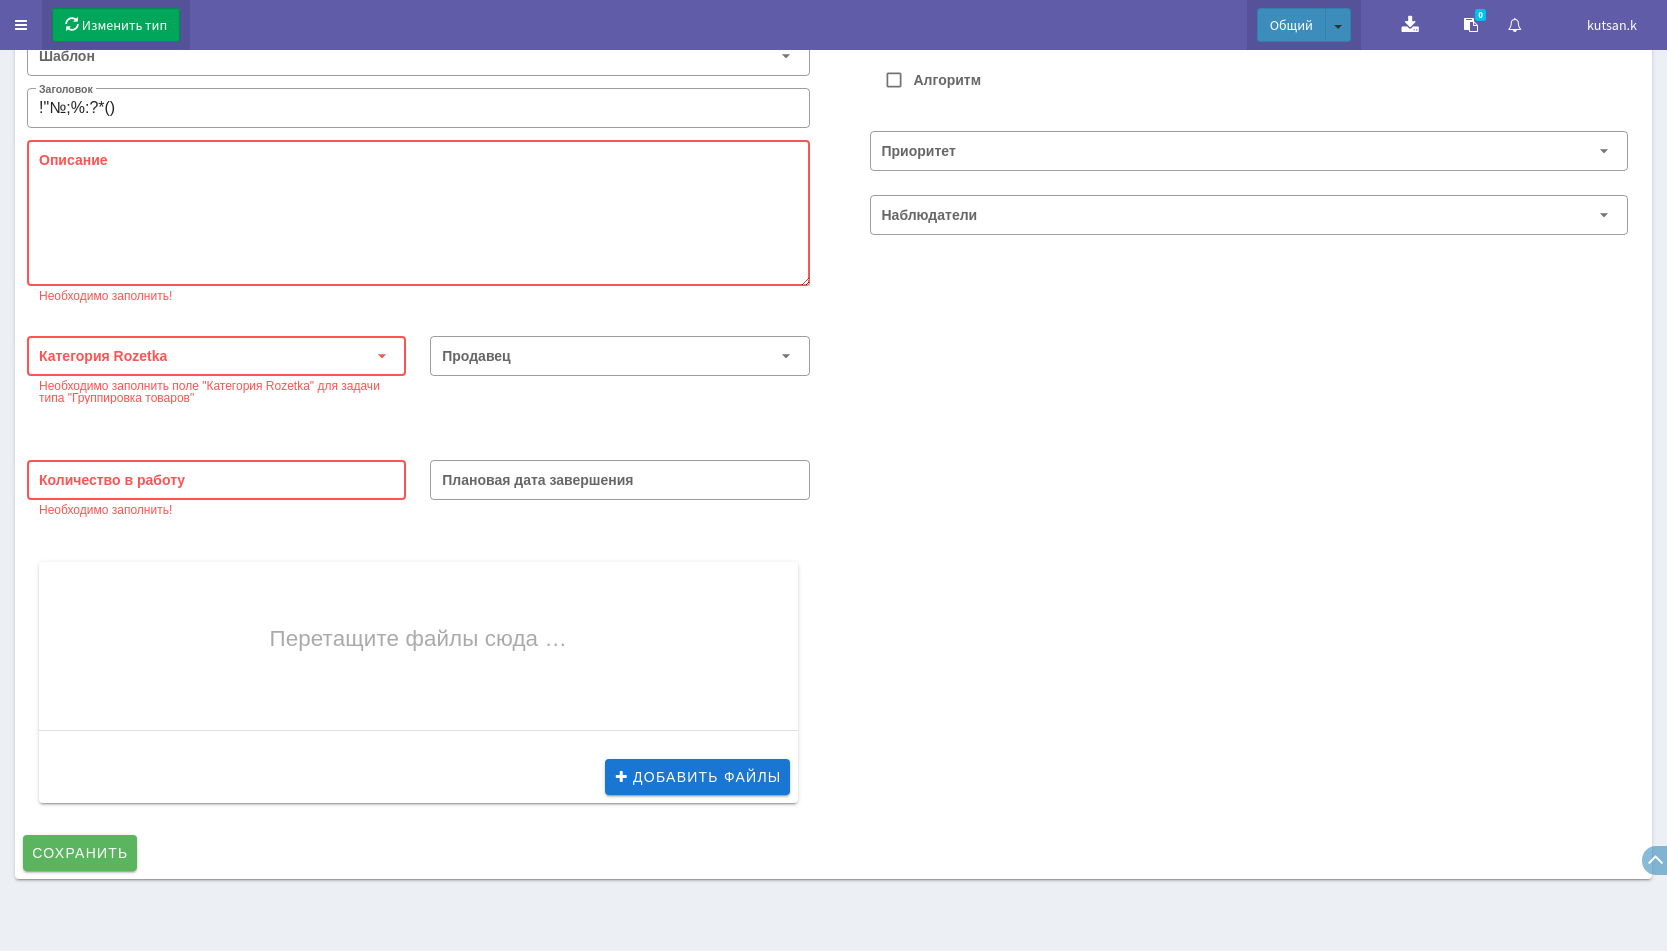 Изменить тип
Общий
0
kutsan.k
Шаблон
Заголовок
!"№;%:?*()
Описание
Необходимо заполнить!
Категория Rozetka
Необходимо заполнить поле "Категория Rozetka" для задачи
типа "Группировка товаров"
Продавец
Количество в работу
Необходимо заполнить!
Плановая дата завершения
Перетащите файлы сюда …
ДОБАВИТЬ ФАЙЛЫ
СОХРАНИТЬ
Алгоритм
Приоритет
Наблюдатели